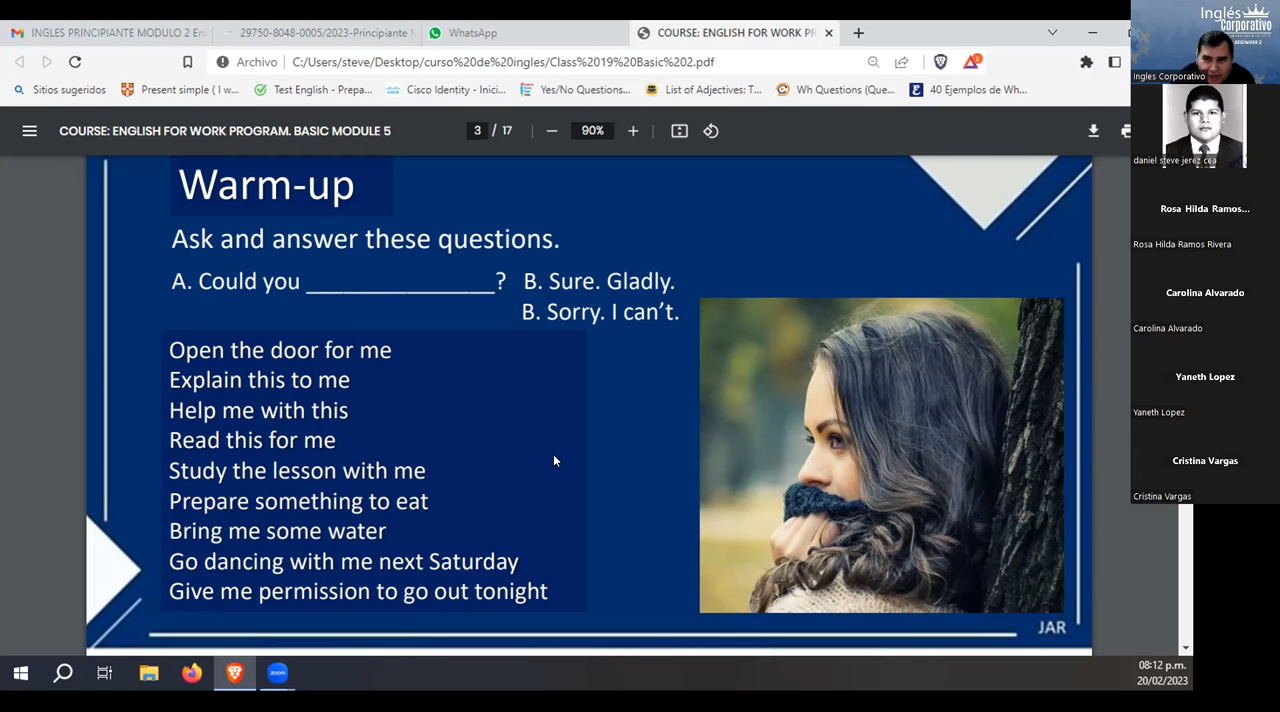 INGLES PRINCIPIANTE MODULO 2 En
29750-8048-0005/2023-Principiante M
WhatsApp
COURSE: ENGLISH FOR WORK PR
Archivo
C:/Users/steve/Desktop/curso%20de%20ingles/Class%2019%20Basic%202.pdf
2
Sitios sugeridos
Present simple ( I w...
Test English - Prepa...
Cisco Identity - Inici...
Yes/No Questions...
List of Adjectives: T...
Wh Questions (Que...
40 Ejemplos de Wh...
COURSE: ENGLISH FOR WORK PROGRAM. BASIC MODULE 5
3 / 17
90%
Warm-up
Ask and answer these questions.
A. Could you ________________? B. Sure. Gladly.
B. Sorry. I can’t.
Open the door for me
Explain this to me
Help me with this
Read this for me
Study the lesson with me
Prepare something to eat
Bring me some water
Go dancing with me next Saturday
Give me permission to go out tonight
JAR
Inglés
Corporativo
BEGINNER 2
Ingles Corporativo
daniel steve jerez cea
Rosa Hilda Ramos...
Rosa Hilda Ramos Rivera
Carolina Alvarado
Carolina Alvarado
Yaneth Lopez
Yaneth Lopez
Cristina Vargas
Cristina Vargas
zoom
08:12 p.m.
20/02/2023